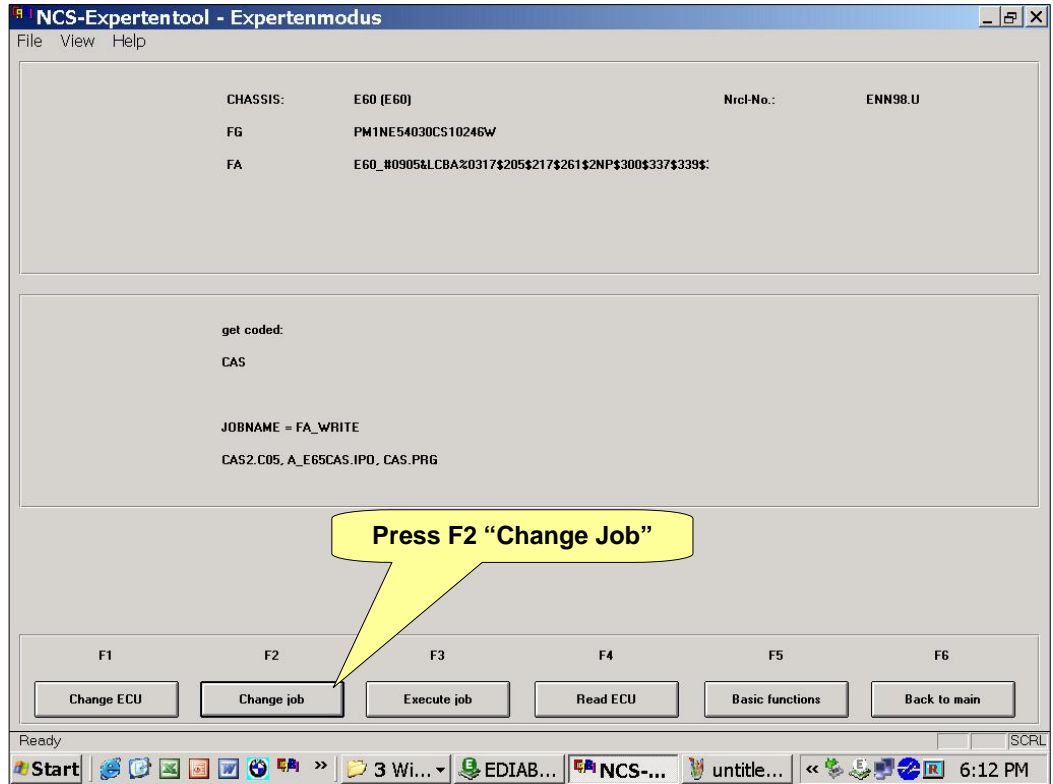 NCS-Expertentool - Expertenmodus
File View Help
CHASSIS: E60 (E60) Nrcl-No.: ENN98.U
FG PM1NE54030CS10246W
FA E60_#0905&LCBA%0317$205$217$261$2NP$300$337$339$:
get coded:
CAS
JOBNAME = FA_WRITE
CAS2.C05, A_E65CAS.IPO, CAS.PRG
Press F2 “Change Job”
F1 F2 F3 F4 F5 F6
Change ECU Change job Execute job Read ECU Basic functions Back to main
Ready SCRL
Start 3 Wi... EDIAB... NCS-... untitle... 6:12 PM